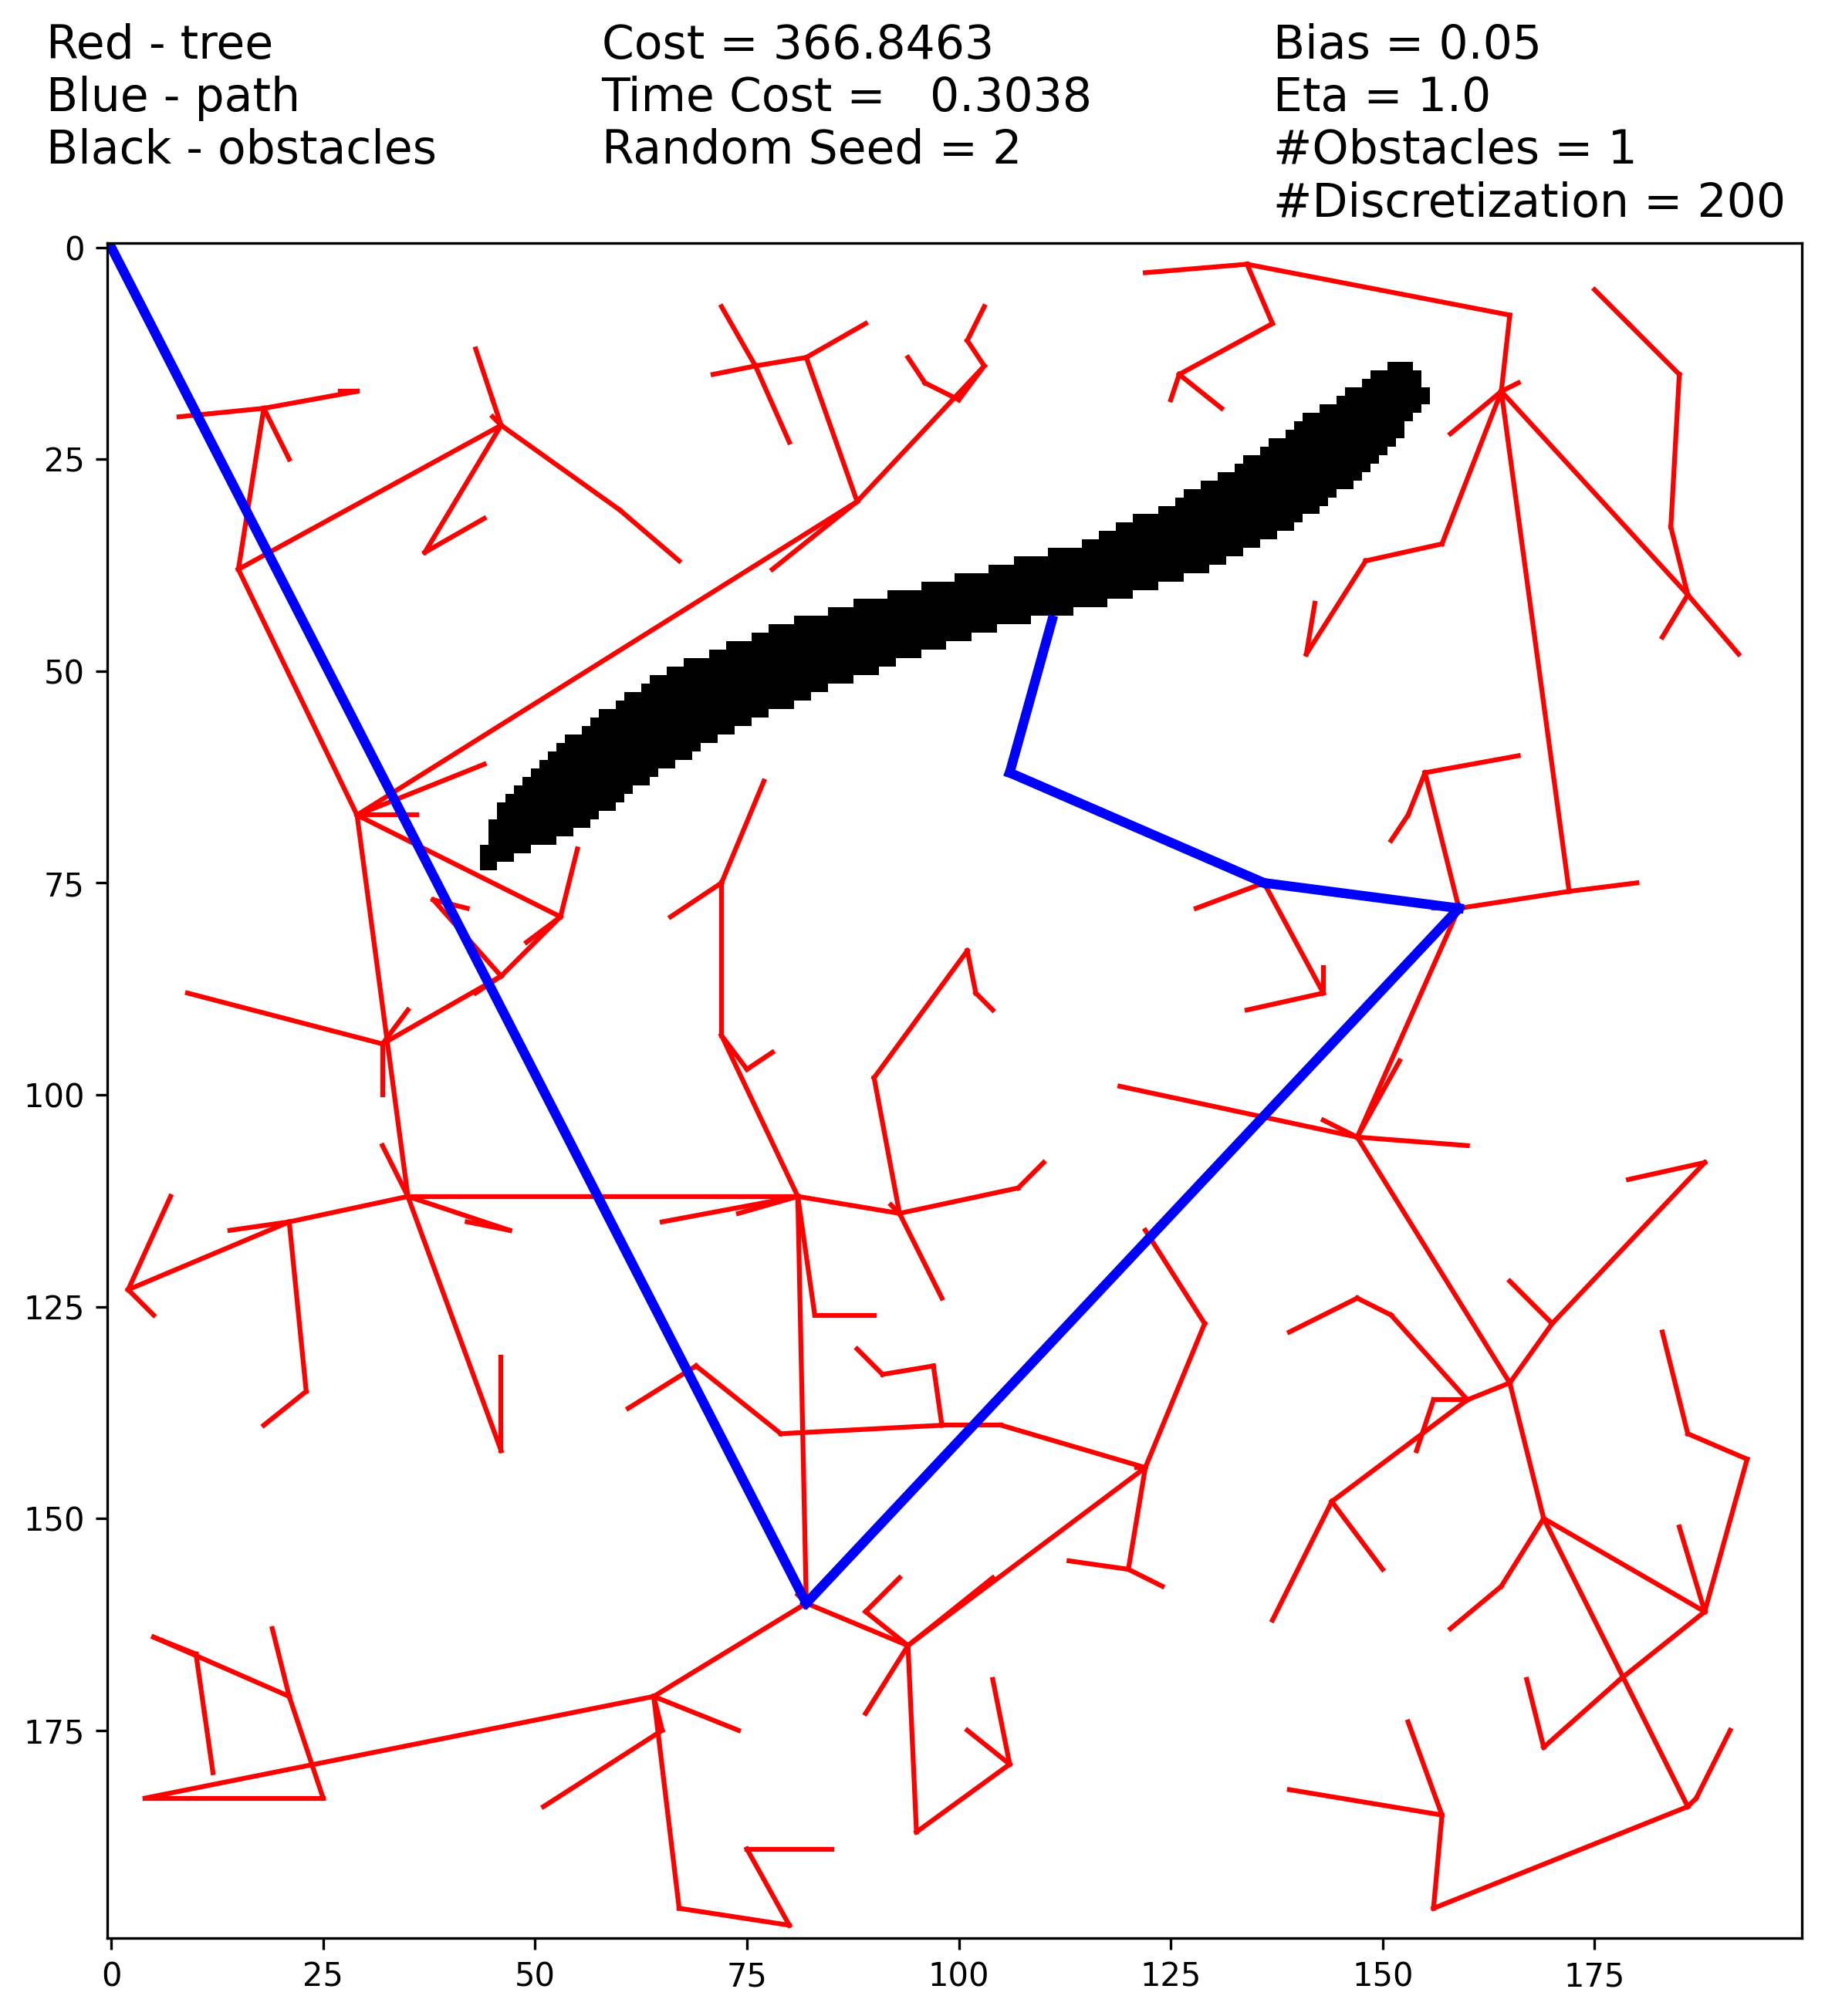 Red - tree
Blue - path
Black - obstacles
Cost = 366.8463
Time Cost =   0.3038
Random Seed = 2
Bias = 0.05
Eta = 1.0
#Obstacles = 1
#Discretization = 200
0
25
50
75
100
125
150
175
0 25 50 75 100 125 150 175